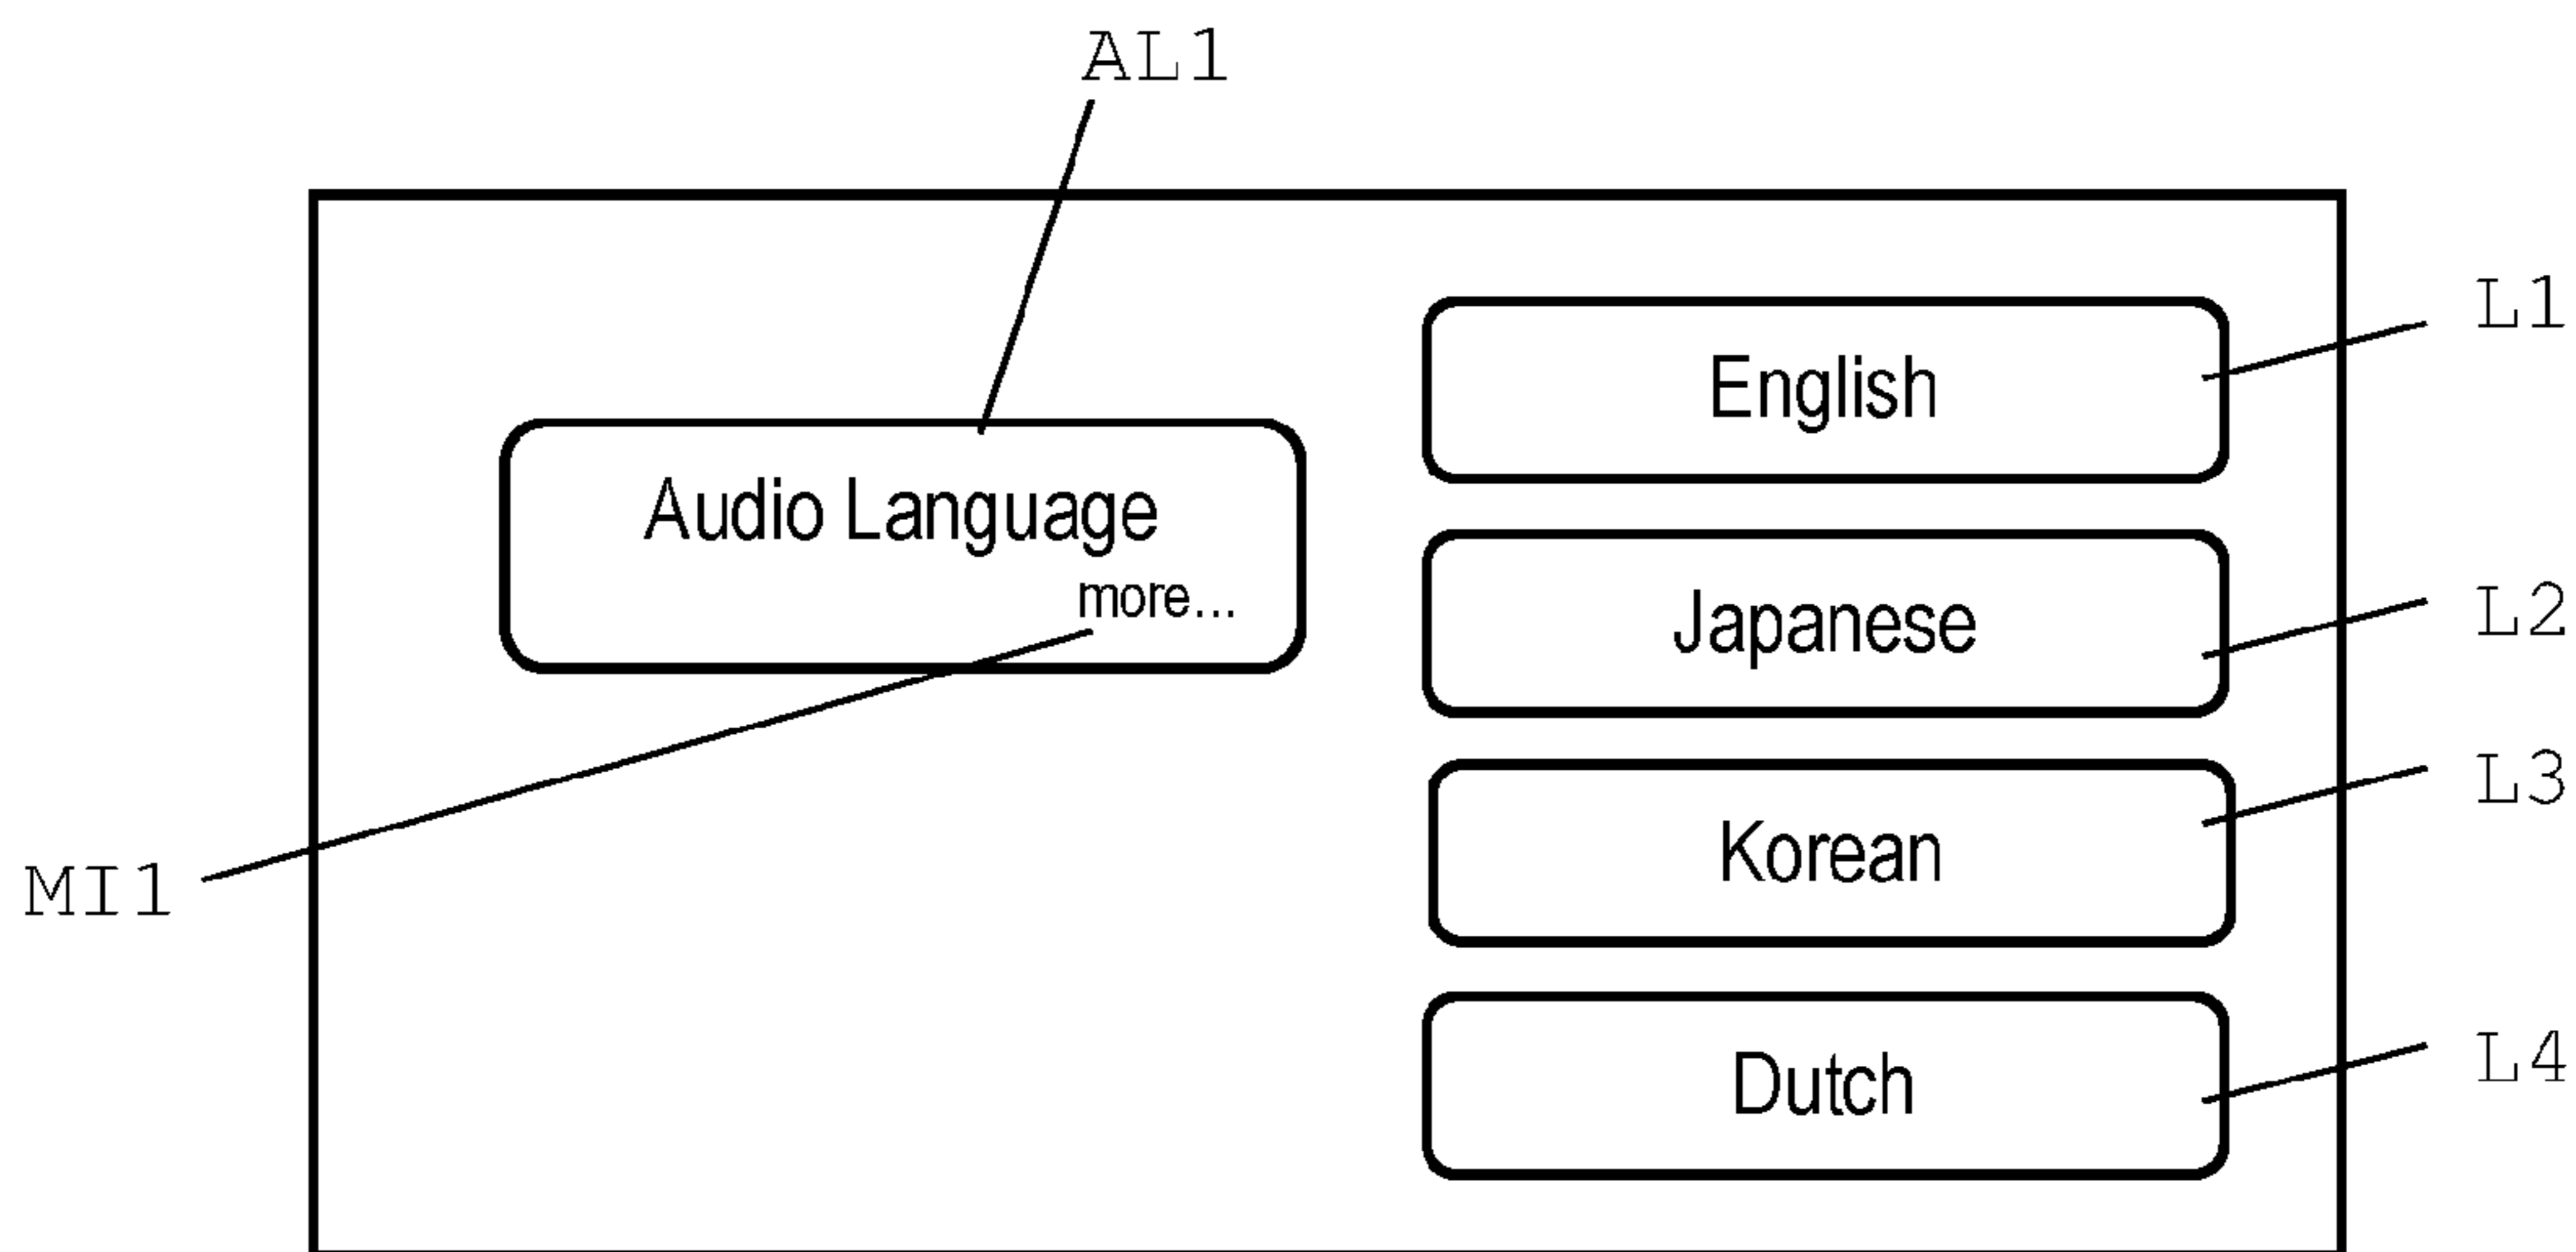 AL1
L1
English
Audio Language
more...
L2
Japanese
L3
Korean
MI1
L4
Dutch